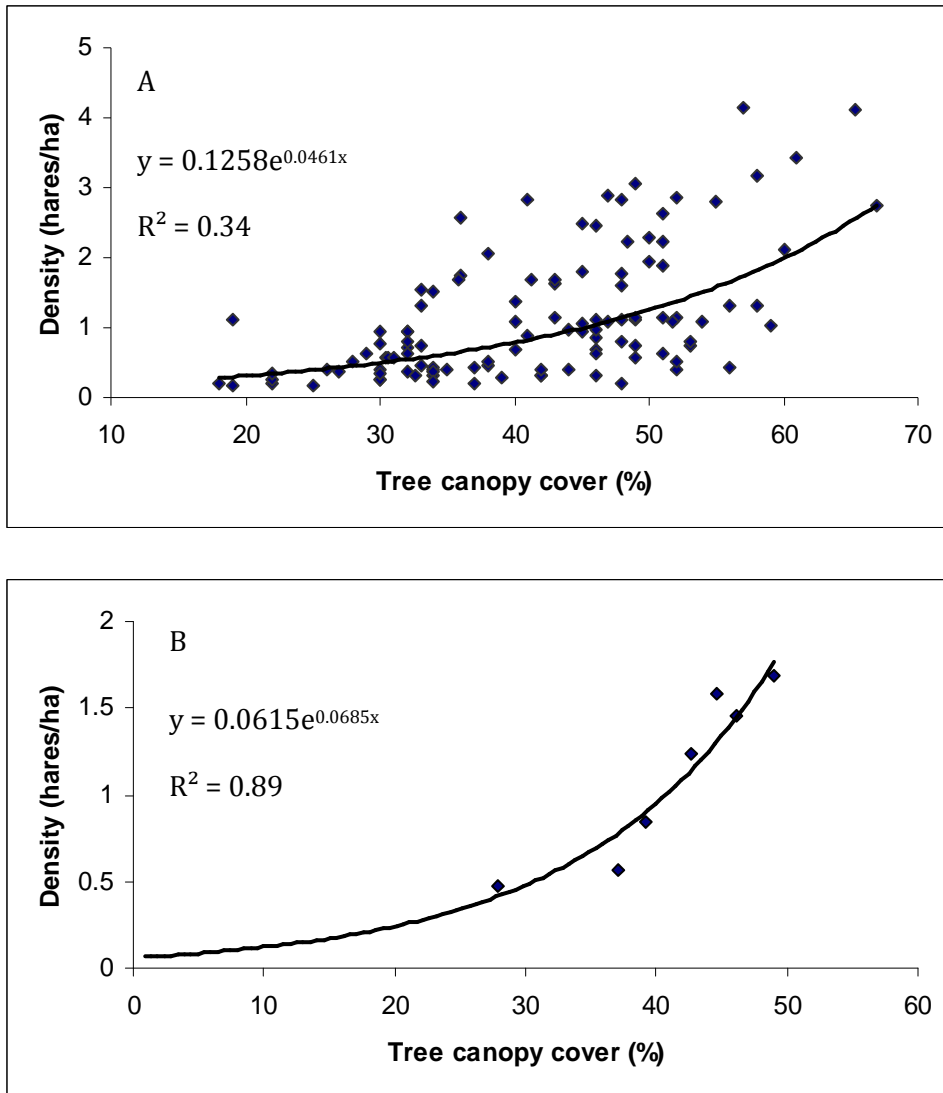 A
y = 0.1258e^0.0461x
R² = 0.34
5
4
3
2
1
0
10 20 30 40 50 60 70
Density (hares/ha)
Tree canopy cover (%)
B
y = 0.0615e^0.0685x
R² = 0.89
2
1.5
1
0.5
0
0 10 20 30 40 50 60
Density (hares/ha)
Tree canopy cover (%)